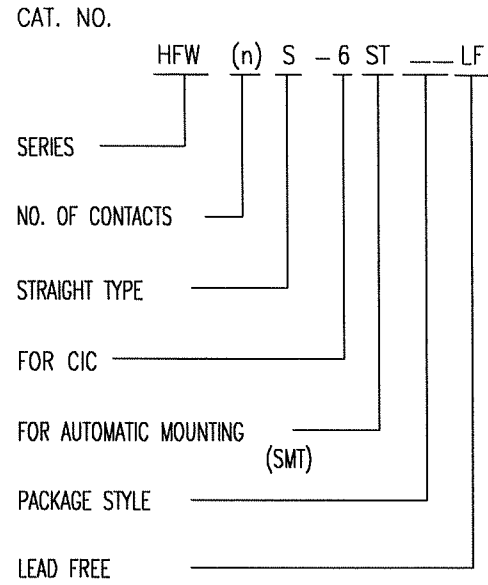 CAT. NO.
HFW (n) S - 6 ST __ LF
SERIES
NO. OF CONTACTS
STRAIGHT TYPE
FOR CIC
FOR AUTOMATIC MOUNTING
(SMT)
PACKAGE STYLE
LEAD FREE